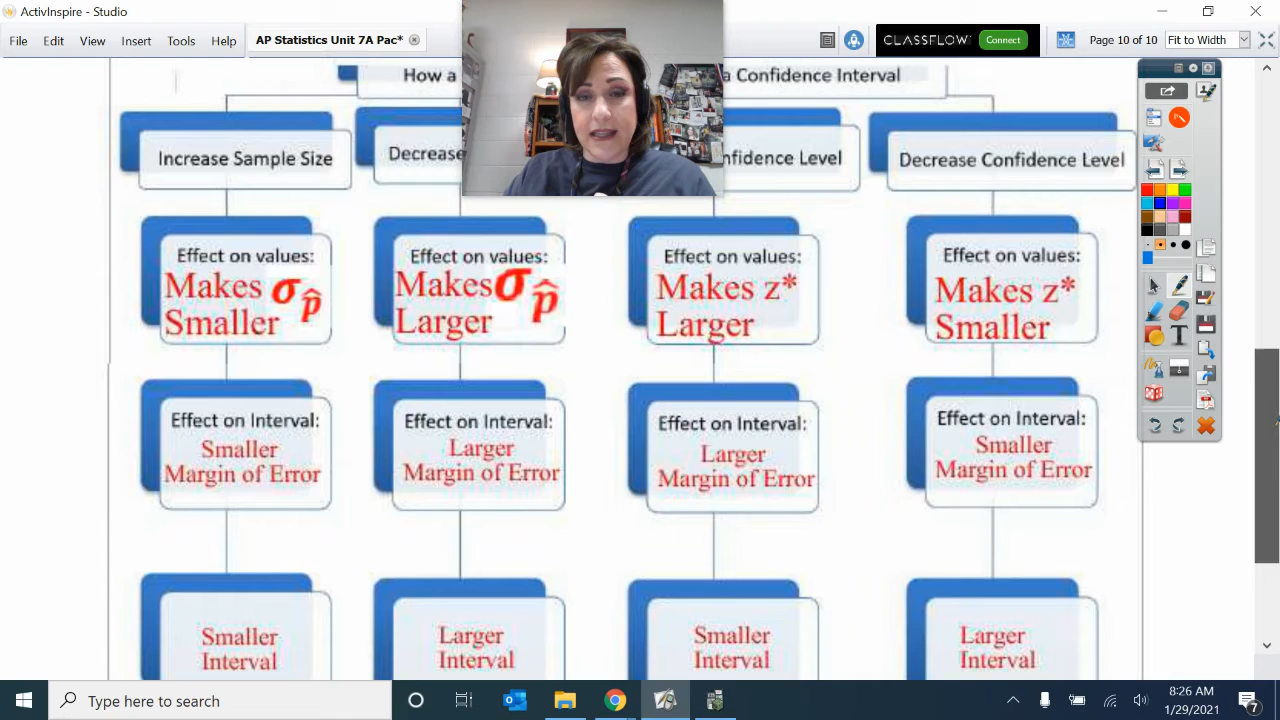 ActivInspire - Studio
File Edit View Insert Tools Help
AP Statistics Unit 7A Pac*
CLASSFLOW Connect
Page 10 of 10
Fit to Width
How a
a Confidence Interval
Increase Sample Size
Decrease
nfidence Level
Decrease Confidence Level
Effect on values:
Makes σp̂
Smaller
Effect on values:
Makes σp̂
Larger
Effect on values:
Makes z*
Larger
Effect on values:
Makes z*
Smaller
Effect on Interval:
Smaller
Margin of Error
Effect on Interval:
Larger
Margin of Error
Effect on Interval:
Larger
Margin of Error
Effect on Interval:
Smaller
Margin of Error
Smaller
Interval
Larger
Interval
Smaller
Interval
Larger
Interval
Type here to search
8:26 AM
1/29/2021
7